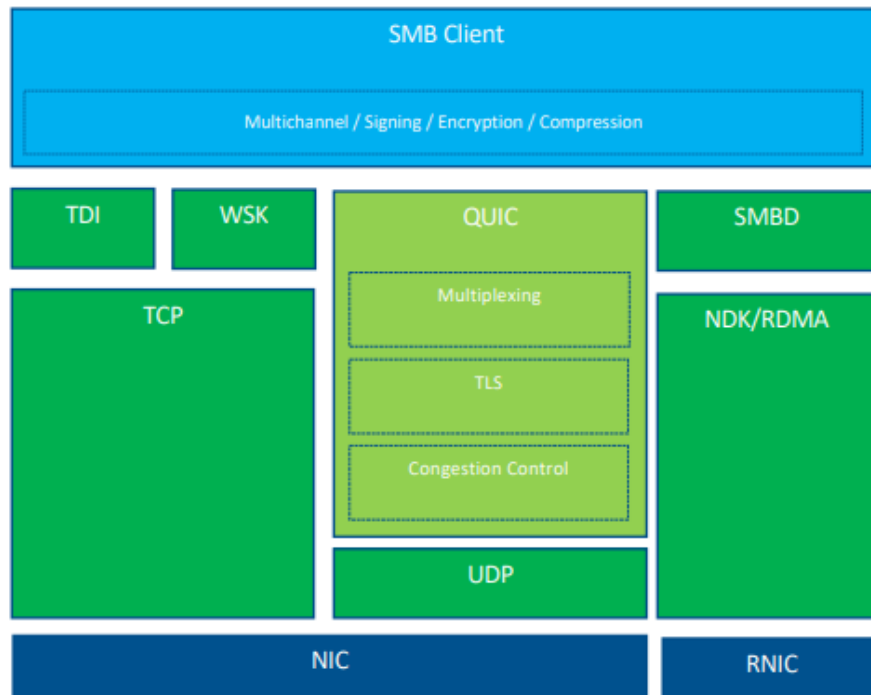 SMB Client
Multichannel / Signing / Encryption / Compression
TDI
WSK
QUIC
SMBD
Multiplexing
TCP
NDK/RDMA
TLS
Congestion Control
UDP
NIC
RNIC